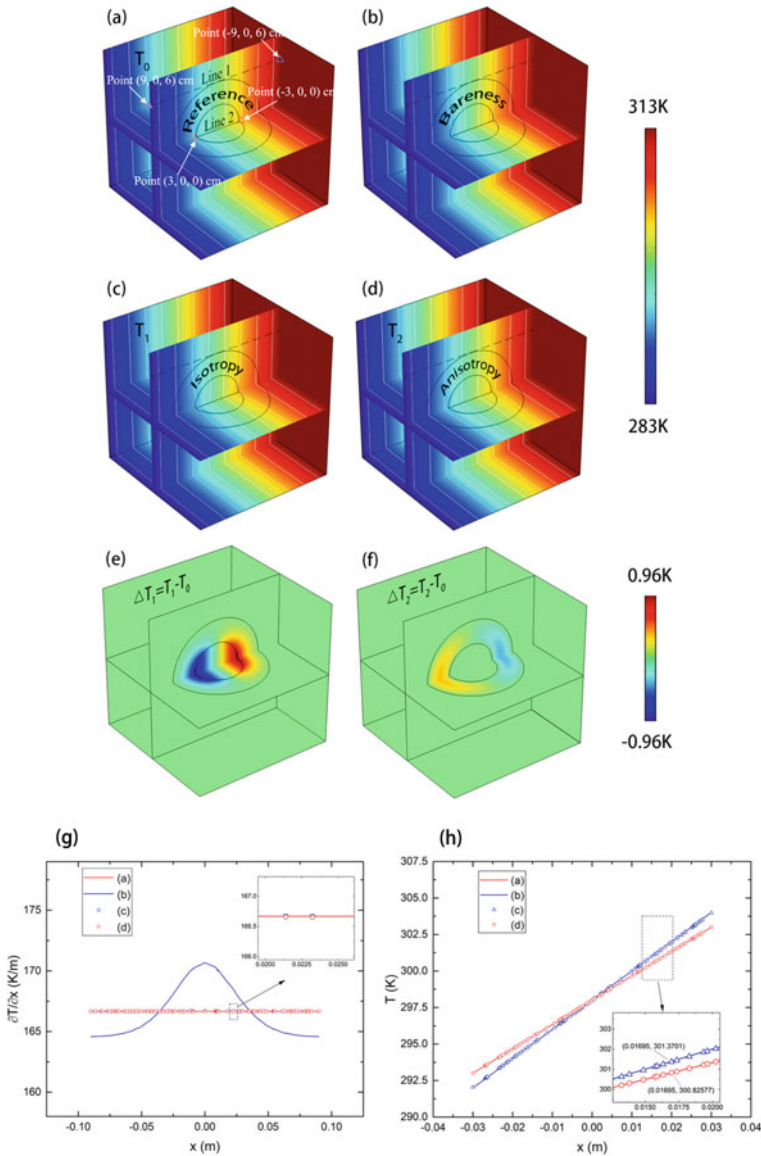 (a)
(b)
Point (-9, 0, 6) cm
T0
Point (9, 0, 6) cm
Line 1
Point (-3, 0, 0) cm
Reference
Line 2
Point (3, 0, 0) cm
Bareness
313K
283K
(c)
(d)
T1
Isotropy
T2
Anisotropy
(e)
(f)
ΔT1=T1-T0
ΔT2=T2-T0
0.96K
-0.96K
(g)
(a)
(b)
(c)
(d)
175
170
165
160
∂T/∂x (K/m)
167.0
166.5
166.0
0.0200 0.0225 0.0250
-0.10 -0.05 0.00 0.05 0.10
x (m)
(h)
(a)
(b)
(c)
(d)
307.5
305.0
302.5
300.0
297.5
295.0
292.5
290.0
T (K)
303
302
301
300
(0.01695, 301.3701)
(0.01695, 300.82577)
0.0150 0.0175 0.0200
-0.04 -0.03 -0.02 -0.01 0.00 0.01 0.02 0.03 0.04
x (m)